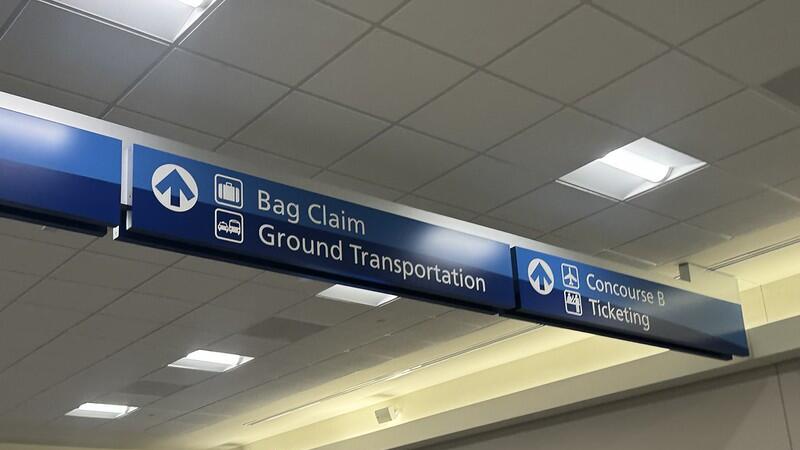 Bag Claim
Ground Transportation
Concourse B
Ticketing